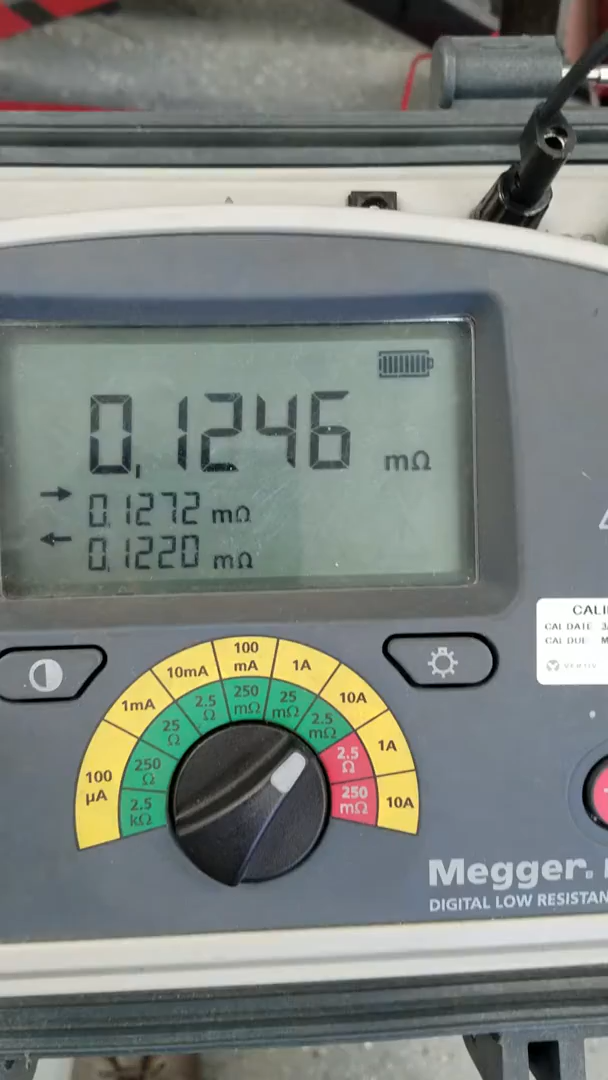 0.1246 mΩ
→ 0.1272 mΩ
← 0.1220 mΩ
CAL DATE
CAL DUE
100 µA
1mA
10mA
100 mA
1A
10A
1A
10A
2.5 kΩ
250 Ω
25 Ω
2.5 Ω
250 mΩ
25 mΩ
2.5 mΩ
2.5 Ω
250 mΩ
Megger.
DIGITAL LOW